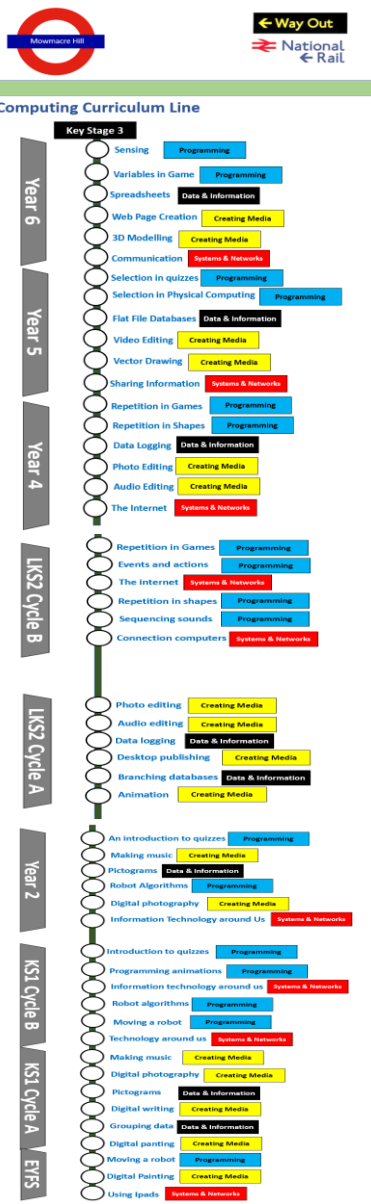 Mowmacre Hill
Way Out
National
Rail
Computing Curriculum Line
Key Stage 3
Year 6
Sensing Programming
Variables in Game Programming
Spreadsheets Data & Information
Web Page Creation Creating Media
3D Modelling Creating Media
Communication Systems & Networks
Year 5
Selection in quizzes Programming
Selection in Physical Computing Programming
Flat File Databases Data & Information
Video Editing Creating Media
Vector Drawing Creating Media
Sharing Information Systems & Networks
Year 4
Repetition in Games Programming
Repetition in Shapes Programming
Data Logging Data & Information
Photo Editing Creating Media
Audio Editing Creating Media
The Internet Systems & Networks
LKS2 Cycle B
Repetition in Games Programming
Events and actions Programming
The internet Systems & Networks
Repetition in shapes Programming
Sequencing sounds Programming
Connection computers Systems & Networks
LKS2 Cycle A
Photo editing Creating Media
Audio editing Creating Media
Data logging Data & Information
Desktop publishing Creating Media
Branching databases Data & Information
Animation Creating Media
Year 2
An introduction to quizzes Programming
Making music Creating Media
Pictograms Data & Information
Robot Algorithms Programming
Digital photography Creating Media
Information Technology around Us Systems & Networks
KS1 Cycle B
Introduction to quizzes Programming
Programming animations Programming
Information technology around us Systems & Networks
Robot algorithms Programming
Moving a robot Programming
Technology around us Systems & Networks
KS1 Cycle A
Making music Creating Media
Digital photography Creating Media
Pictograms Data & Information
Digital writing Creating Media
Grouping data Data & Information
Digital panting Creating Media
EYFS
Moving a robot Programming
Digital Painting Creating Media
Using Ipads Systems & Networks